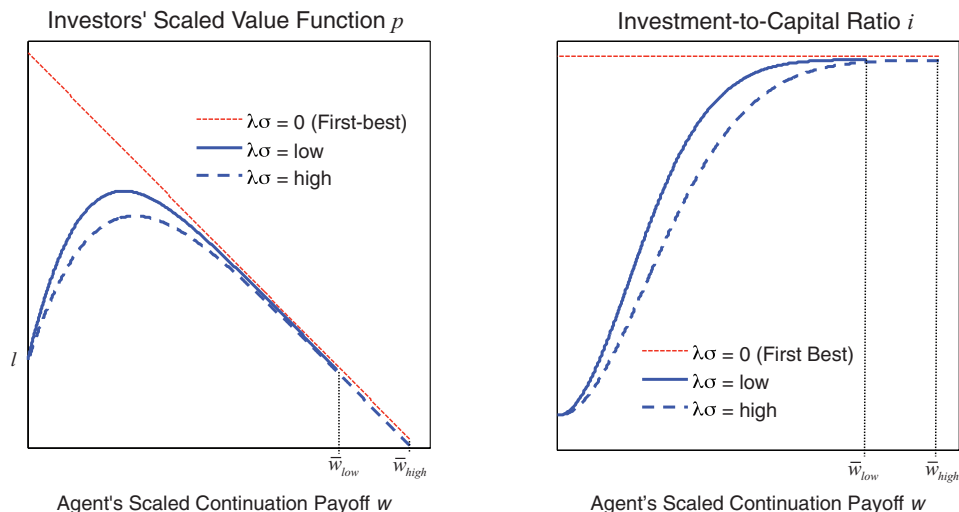 Investors' Scaled Value Function p
λσ = 0 (First-best)
λσ = low
λσ = high
l
w̄low
w̄high
Agent's Scaled Continuation Payoff w
Investment-to-Capital Ratio i
λσ = 0 (First Best)
λσ = low
λσ = high
w̄low
w̄high
Agent’s Scaled Continuation Payoff w